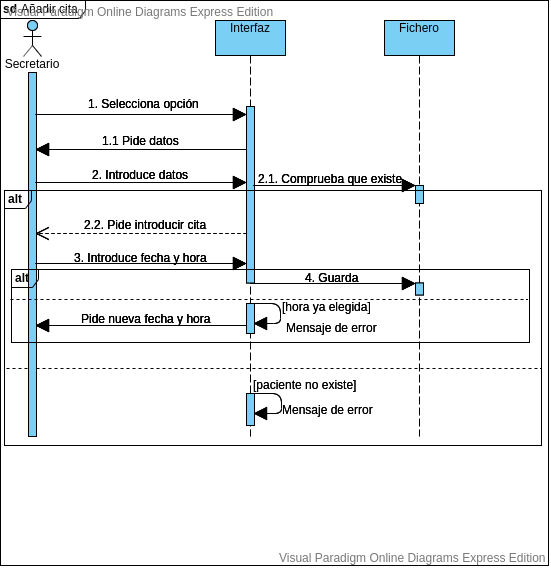 sd Añadir cita
Visual Paradigm Online Diagrams Express Edition
Secretario
Interfaz
Fichero
1. Selecciona opción
1.1 Pide datos
2. Introduce datos
2.1. Comprueba que existe
alt
2.2. Pide introducir cita
3. Introduce fecha y hora
alt
4. Guarda
[hora ya elegida]
Pide nueva fecha y hora
Mensaje de error
[paciente no existe]
Mensaje de error
Visual Paradigm Online Diagrams Express Edition